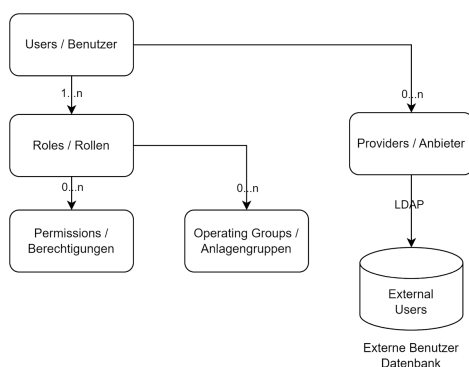 Users / Benutzer
1...n
0...n
Roles / Rollen
Providers / Anbieter
0...n
0...n
LDAP
Permissions /
Berechtigungen
Operating Groups /
Anlagengruppen
External
Users
Externe Benutzer
Datenbank